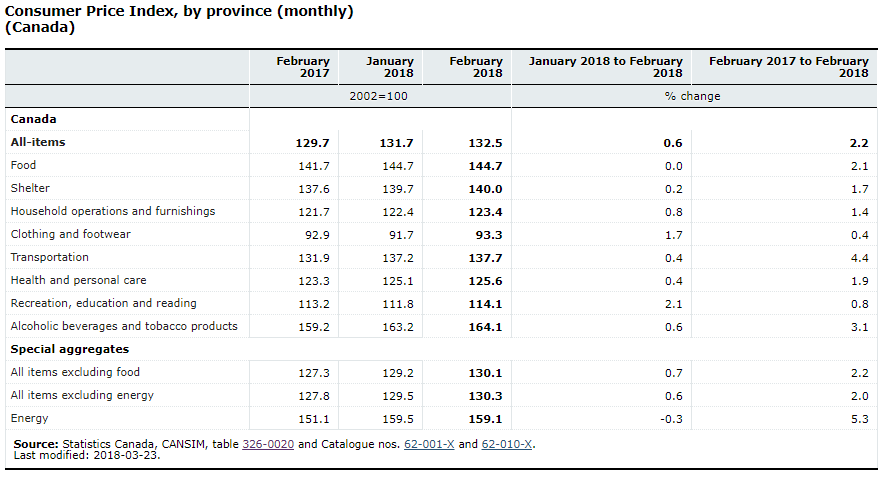 Consumer Price Index, by province (monthly)
(Canada)
February 2017 January 2018 February 2018 January 2018 to February 2018 February 2017 to February 2018
2002=100 % change
Canada
All-items 129.7 131.7 132.5 0.6 2.2
Food 141.7 144.7 144.7 0.0 2.1
Shelter 137.6 139.7 140.0 0.2 1.7
Household operations and furnishings 121.7 122.4 123.4 0.8 1.4
Clothing and footwear 92.9 91.7 93.3 1.7 0.4
Transportation 131.9 137.2 137.7 0.4 4.4
Health and personal care 123.3 125.1 125.6 0.4 1.9
Recreation, education and reading 113.2 111.8 114.1 2.1 0.8
Alcoholic beverages and tobacco products 159.2 163.2 164.1 0.6 3.1
Special aggregates
All items excluding food 127.3 129.2 130.1 0.7 2.2
All items excluding energy 127.8 129.5 130.3 0.6 2.0
Energy 151.1 159.5 159.1 -0.3 5.3
Source: Statistics Canada, CANSIM, table 326-0020 and Catalogue nos. 62-001-X and 62-010-X.
Last modified: 2018-03-23.